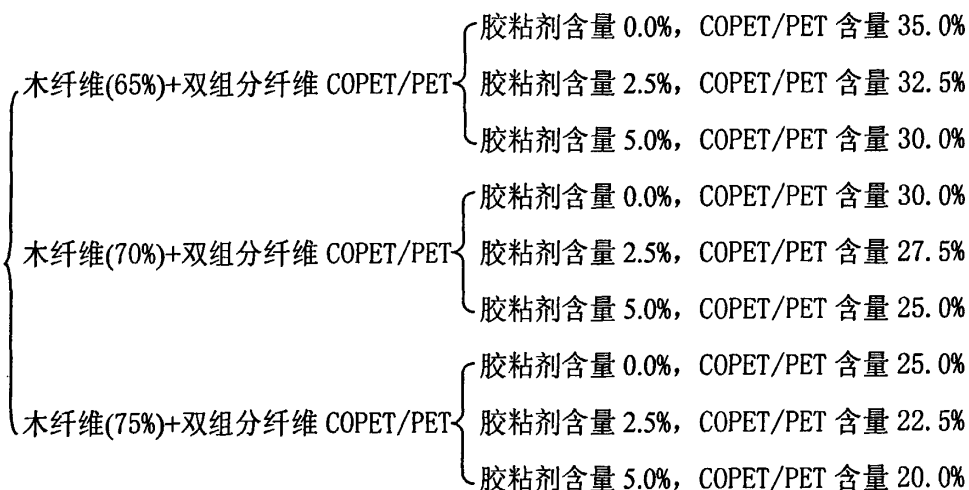 胶粘剂含量 0.0%，COPET/PET 含量 35.0%
木纤维(65%)+双组分纤维 COPET/PET 胶粘剂含量 2.5%，COPET/PET 含量 32.5%
胶粘剂含量 5.0%，COPET/PET 含量 30.0%
胶粘剂含量 0.0%，COPET/PET 含量 30.0%
木纤维(70%)+双组分纤维 COPET/PET 胶粘剂含量 2.5%，COPET/PET 含量 27.5%
胶粘剂含量 5.0%，COPET/PET 含量 25.0%
胶粘剂含量 0.0%，COPET/PET 含量 25.0%
木纤维(75%)+双组分纤维 COPET/PET 胶粘剂含量 2.5%，COPET/PET 含量 22.5%
胶粘剂含量 5.0%，COPET/PET 含量 20.0%